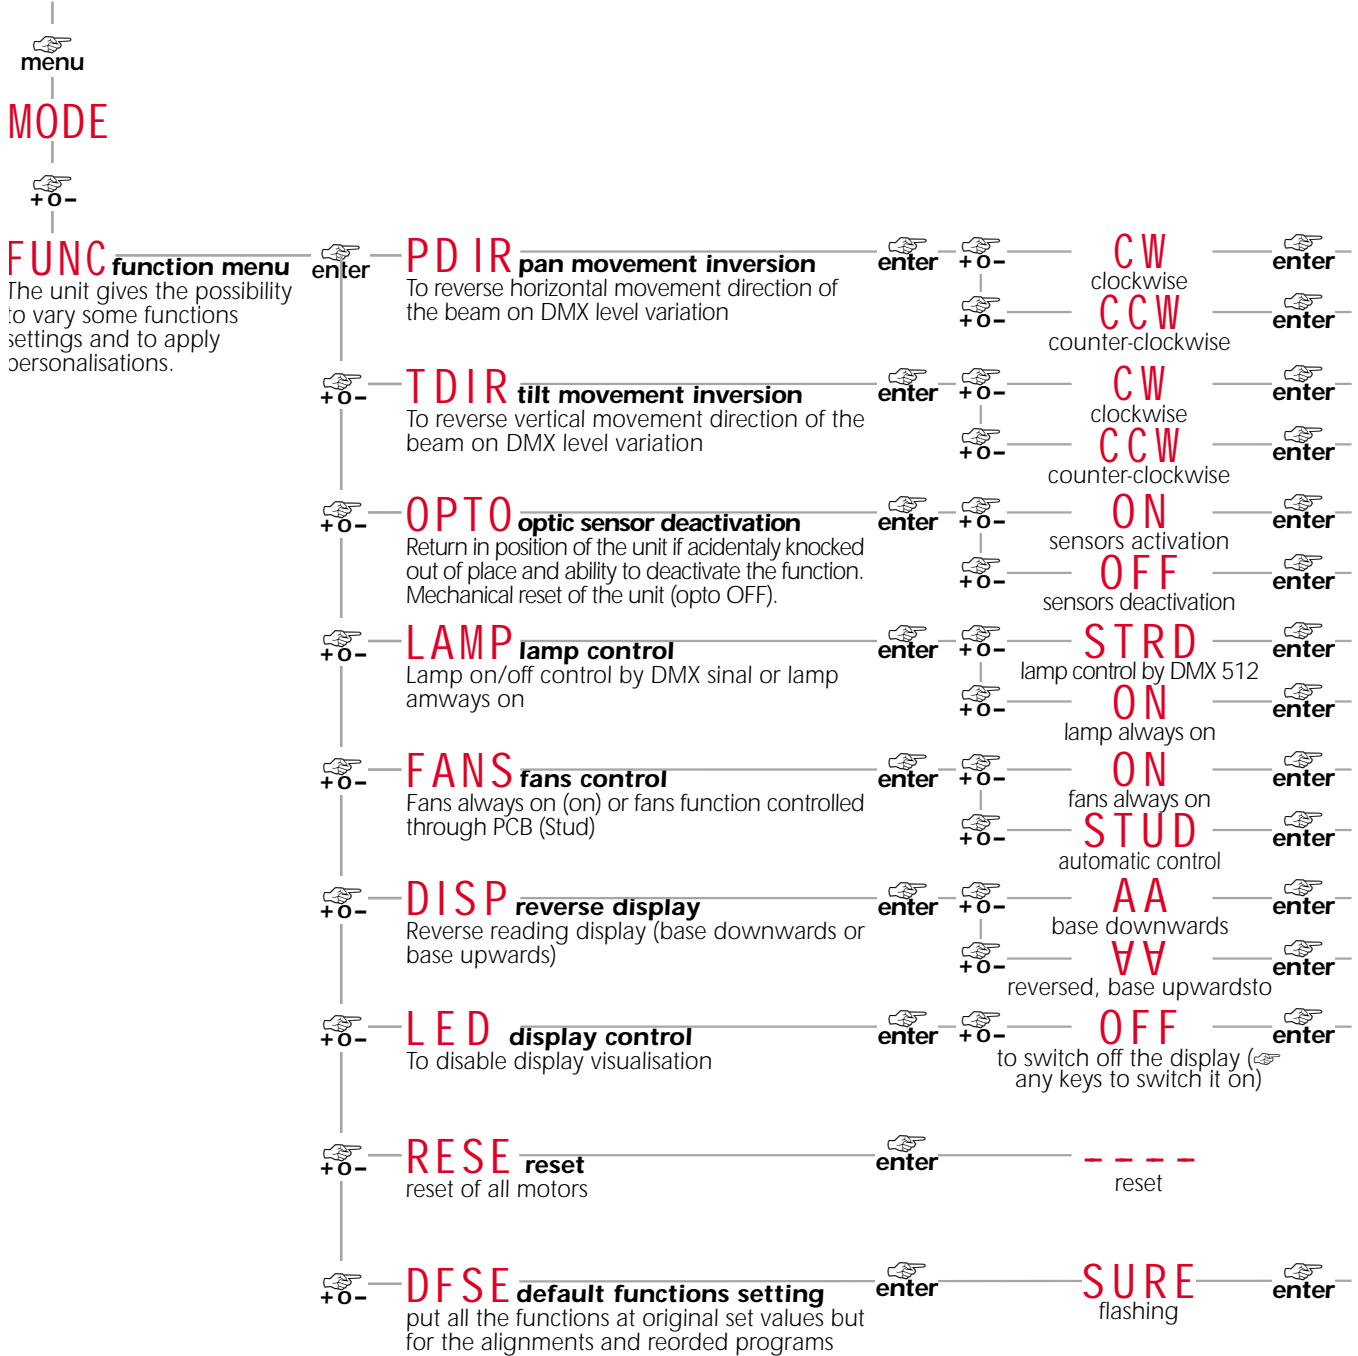 menu
MODE
+o-
FUNC function menu enter PDIR pan movement inversion enter +o- CW enter
The unit gives the possibility
to vary some functions
settings and to apply
personalisations.
To reverse horizontal movement direction of
the beam on DMX level variation
clockwise
+o- CCW enter
counter-clockwise
+o- TDIR tilt movement inversion enter +o- CW enter
To reverse vertical movement direction of the
beam on DMX level variation
clockwise
+o- CCW enter
counter-clockwise
+o- OPTO optic sensor deactivation enter +o- ON enter
Return in position of the unit if acidentaly knocked
out of place and ability to deactivate the function.
Mechanical reset of the unit (opto OFF).
sensors activation
+o- OFF enter
sensors deactivation
+o- LAMP lamp control enter +o- STRD enter
Lamp on/off control by DMX sinal or lamp
amways on
lamp control by DMX 512
+o- ON enter
lamp always on
+o- FANS fans control enter +o- ON enter
Fans always on (on) or fans function controlled
through PCB (Stud)
fans always on
+o- STUD enter
automatic control
+o- DISP reverse display enter +o- AA enter
Reverse reading display (base downwards or
base upwards)
base downwards
+o- ∀∀ enter
reversed, base upwardsto
+o- LED display control enter +o- OFF enter
To disable display visualisation
to switch off the display (☞
any keys to switch it on)
+o- RESE reset enter - - - -
reset of all motors
reset
+o- DFSE default functions setting enter SURE enter
put all the functions at original set values but
for the alignments and reorded programs
flashing